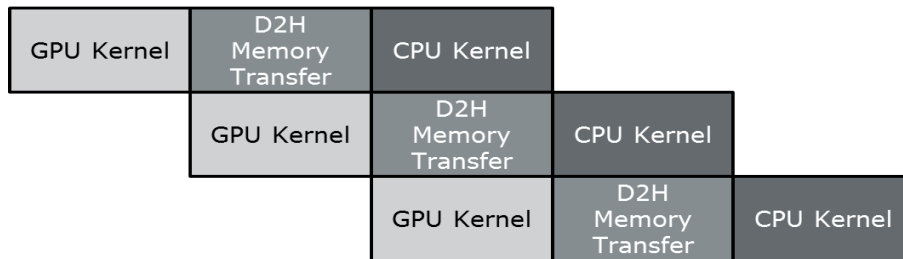 GPU Kernel
D2H
Memory
Transfer
CPU Kernel
GPU Kernel
D2H
Memory
Transfer
CPU Kernel
GPU Kernel
D2H
Memory
Transfer
CPU Kernel